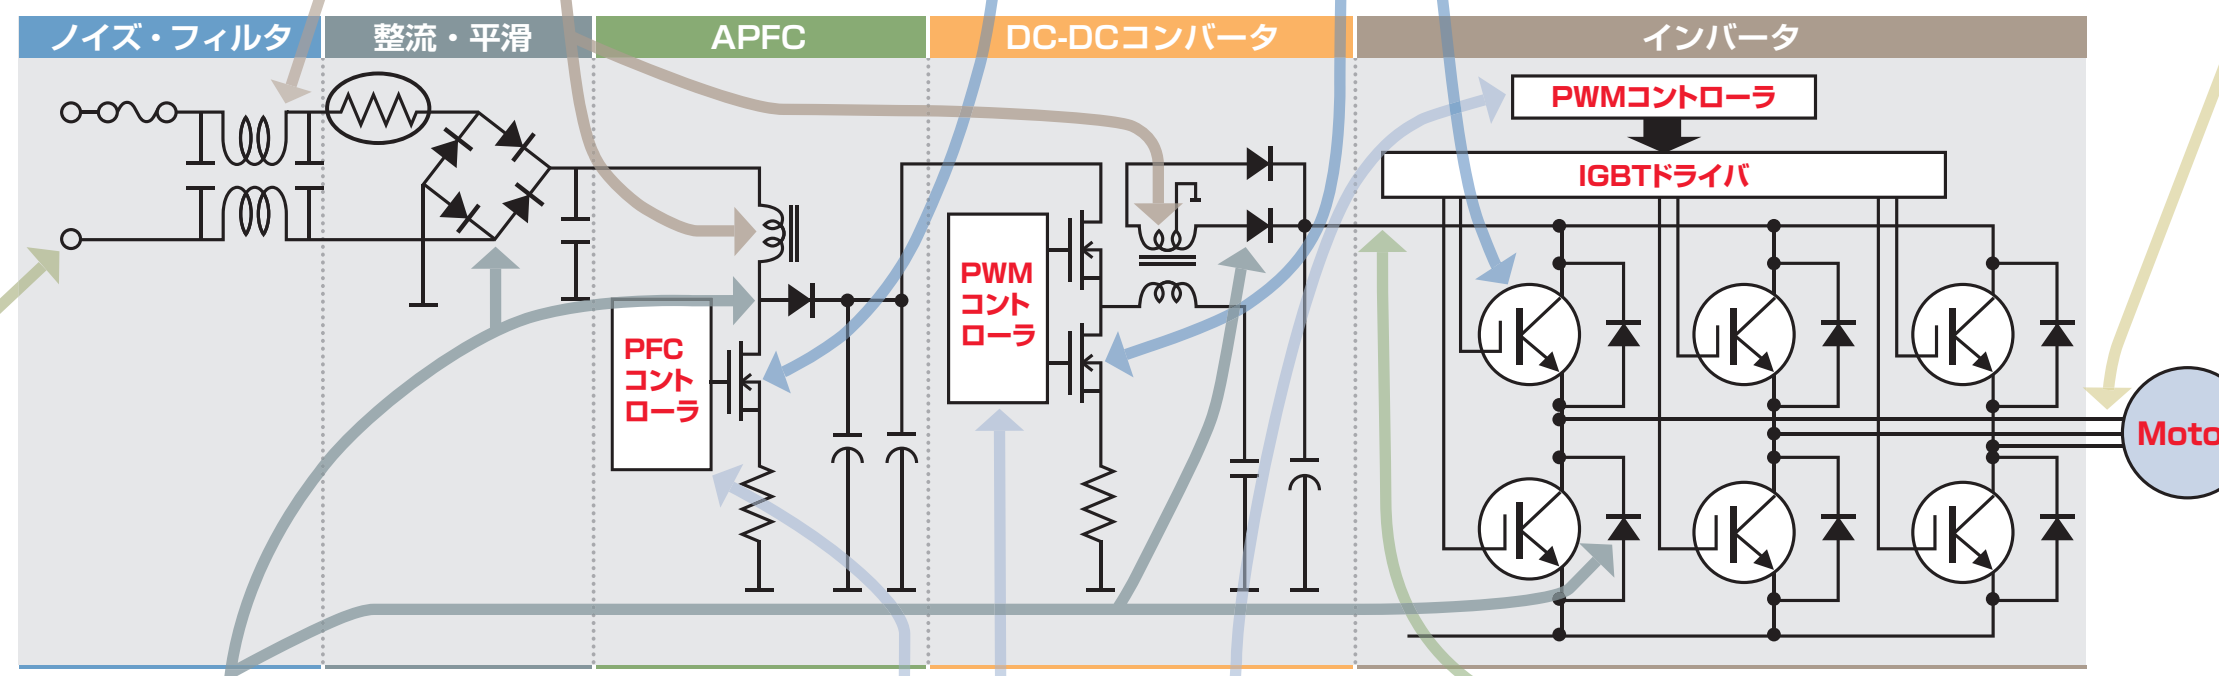 ノイズ・フィルタ
整流・平滑
APFC
DC-DCコンバータ
インバータ
PWMコントローラ
IGBTドライバ
PFC
コント
ローラ
PWM
コント
ローラ
Moto